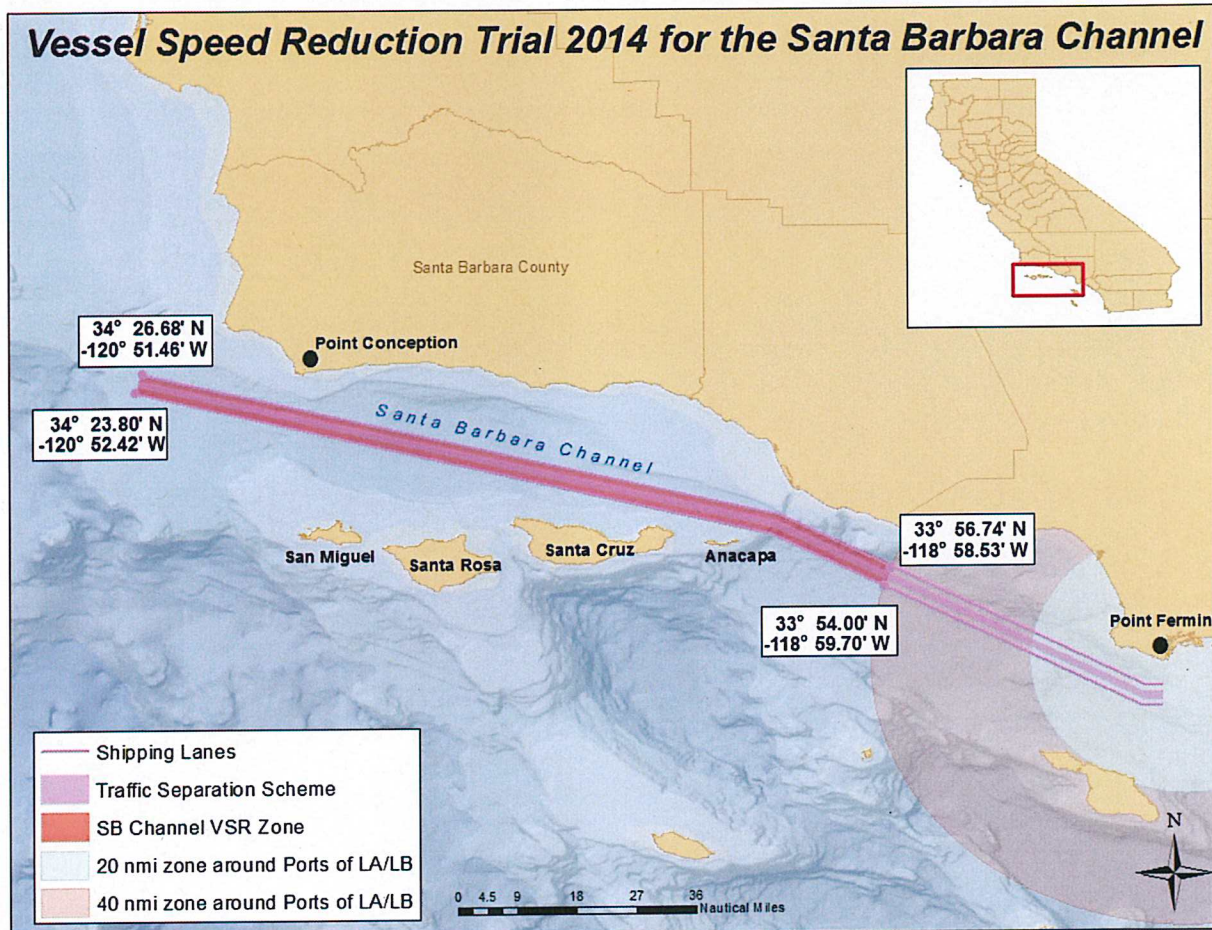 Vessel Speed Reduction Trial 2014 for the Santa Barbara Channel
Santa Barbara County
34° 26.68' N
-120° 51.46' W
Point Conception
34° 23.80' N
-120° 52.42' W
Santa Barbara Channel
San Miguel
Santa Rosa
Santa Cruz
Anacapa
33° 56.74' N
-118° 58.53' W
33° 54.00' N
-118° 59.70' W
Point Fermin
Shipping Lanes
Traffic Separation Scheme
SB Channel VSR Zone
20 nmi zone around Ports of LA/LB
40 nmi zone around Ports of LA/LB
0 4.5 9 18 27 36
Nautical Miles
N